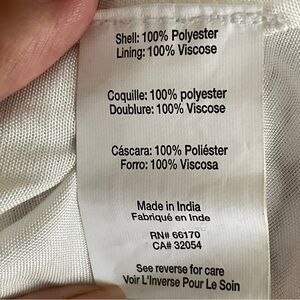 Shell: 100% Polyester
Lining: 100% Viscose
Coquille: 100% polyester
Doublure: 100% Viscose
Cáscara: 100% Poliéster
Forro: 100% Viscosa
Made in India
Fabriqué en Inde
RN# 66170
CA# 32054
See reverse for care
Voir L'Inverse Pour Le Soin